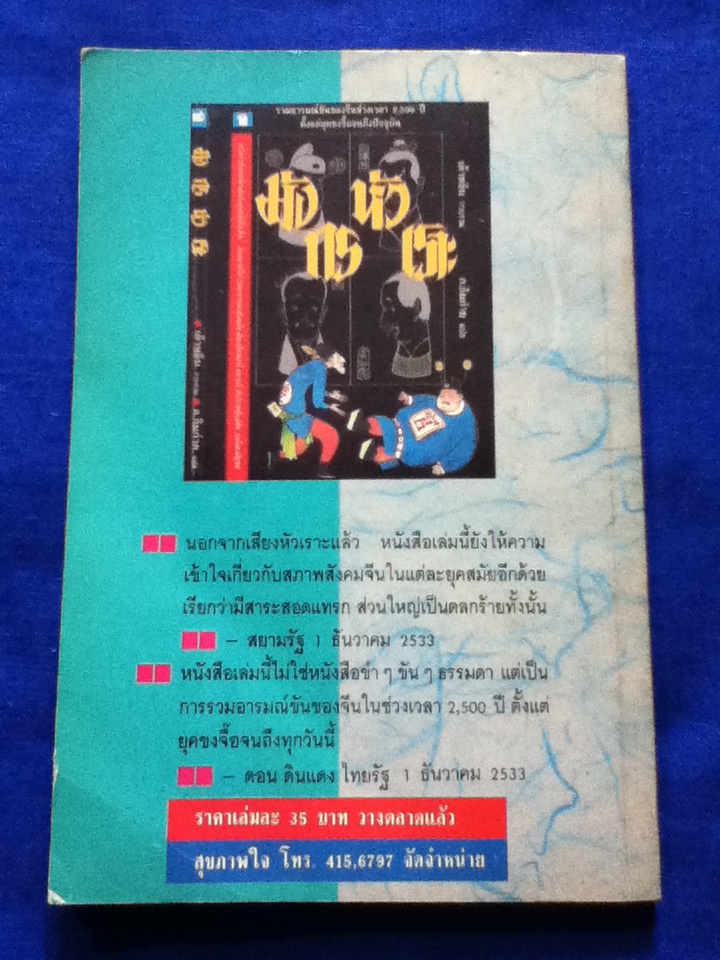 รวมอารมณ์ขันของจีนช่วงเวลา 2,500 ปี
ตั้งแต่ยุคขงจื๊อจนถึงปัจจุบัน
มังกร
หัวเราะ
นอกจากเสียงหัวเราะแล้ว หนังสือเล่มนี้ยังให้ความ
เข้าใจเกี่ยวกับสภาพสังคมจีนในแต่ละยุคสมัยอีกด้วย
เรียกว่ามีสาระสอดแทรก ส่วนใหญ่เป็นตลกร้ายทั้งนั้น
– สยามรัฐ 1 ธันวาคม 2533
หนังสือเล่มนี้ไม่ใช่หนังสือขำ ๆ ขัน ๆ ธรรมดา แต่เป็น
การรวมอารมณ์ขันของจีนในช่วงเวลา 2,500 ปี ตั้งแต่
ยุคขงจื๊อจนถึงทุกวันนี้
– ดอน ดินแดง ไทยรัฐ 1 ธันวาคม 2533
ราคาเล่มละ 35 บาท วางตลาดแล้ว
สุขภาพใจ โทร. 415,6797 จัดจำหน่าย